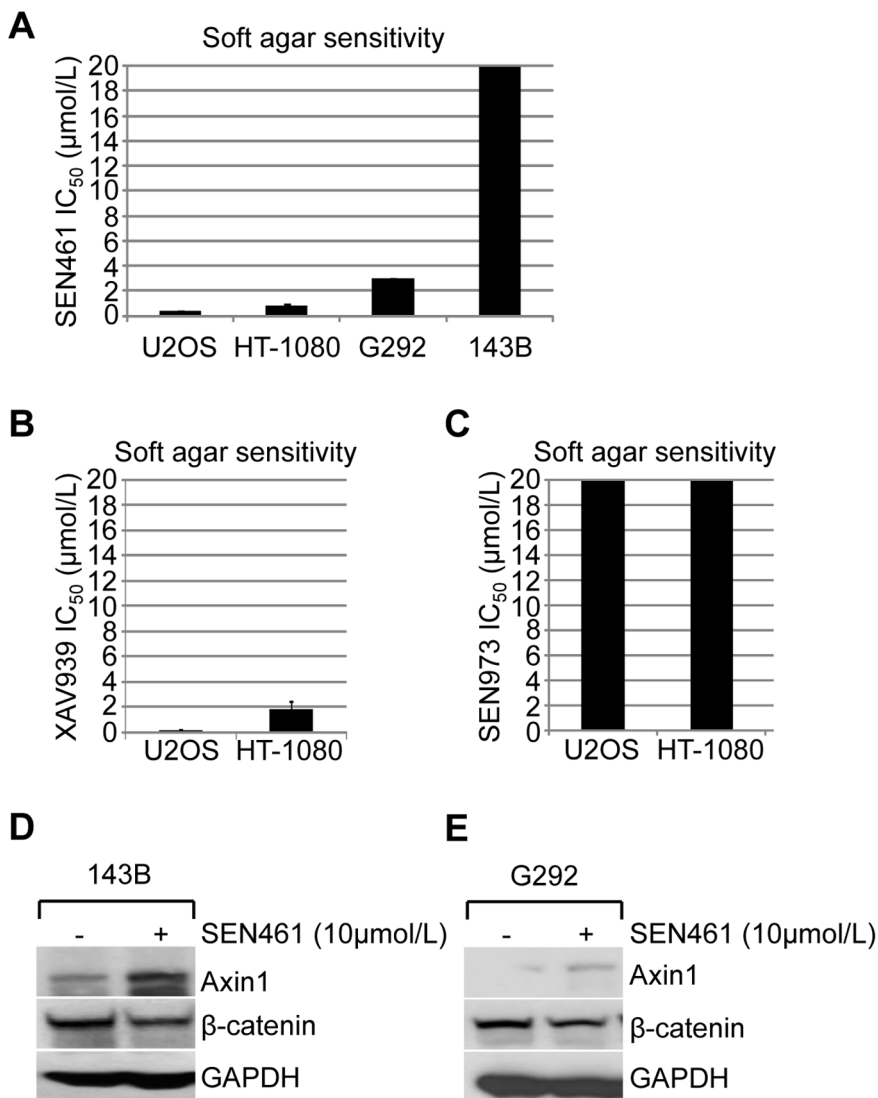 A
Soft agar sensitivity
SEN461 IC50 (µmol/L)
20
18
16
14
12
10
8
6
4
2
0
U2OS HT-1080 G292 143B
B
Soft agar sensitivity
XAV939 IC50 (µmol/L)
20
18
16
14
12
10
8
6
4
2
0
U2OS HT-1080
C
Soft agar sensitivity
SEN973 IC50 (µmol/L)
20
18
16
14
12
10
8
6
4
2
0
U2OS HT-1080
D
143B
- + SEN461 (10µmol/L)
Axin1
β-catenin
GAPDH
E
G292
- + SEN461 (10µmol/L)
Axin1
β-catenin
GAPDH